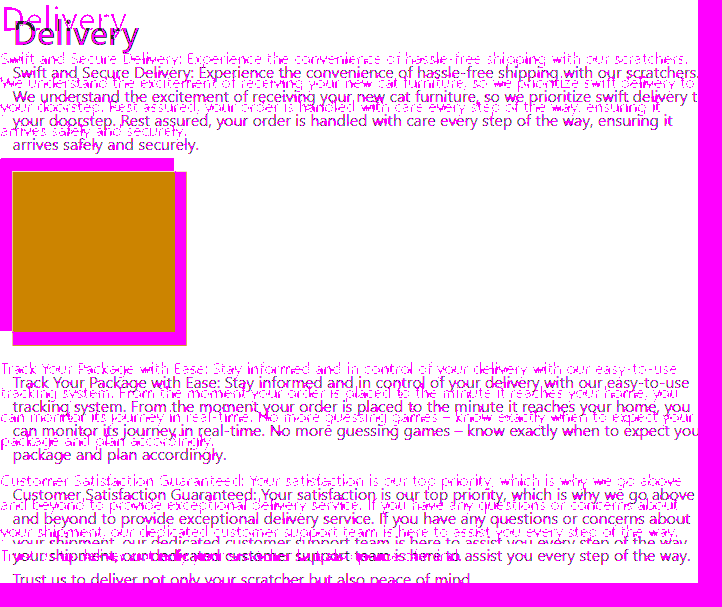 Delivery
Swift and Secure Delivery: Experience the convenience of hassle-free shipping with our scratchers.
We understand the excitement of receiving your new cat furniture, so we prioritize swift delivery to
your doorstep. Rest assured, your order is handled with care every step of the way, ensuring it
arrives safely and securely.
Track Your Package with Ease: Stay informed and in control of your delivery with our easy-to-use
tracking system. From the moment your order is placed to the minute it reaches your home, you
can monitor its journey in real-time. No more guessing games – know exactly when to expect your
package and plan accordingly.
Customer Satisfaction Guaranteed: Your satisfaction is our top priority, which is why we go above
and beyond to provide exceptional delivery service. If you have any questions or concerns about
your shipment, our dedicated customer support team is here to assist you every step of the way.
Trust us to deliver not only your scratcher but also peace of mind.